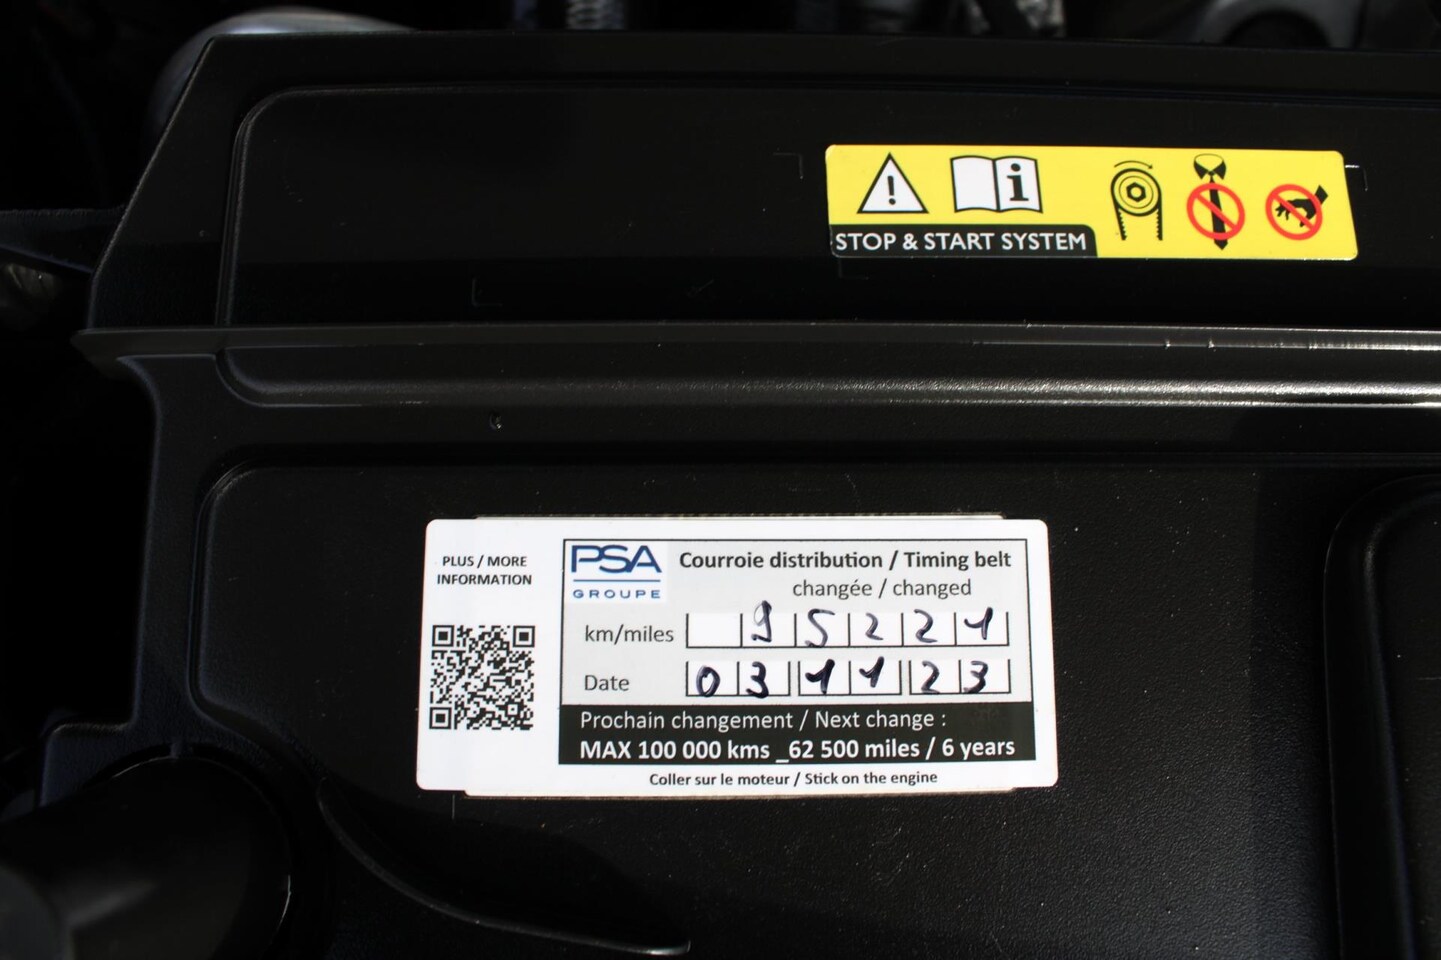 STOP & START SYSTEM
PLUS / MORE
INFORMATION
PSA
GROUPE
Courroie distribution / Timing belt
changée / changed
km/miles 95221
Date 031123
Prochain changement / Next change :
MAX 100 000 kms _62 500 miles / 6 years
Coller sur le moteur / Stick on the engine